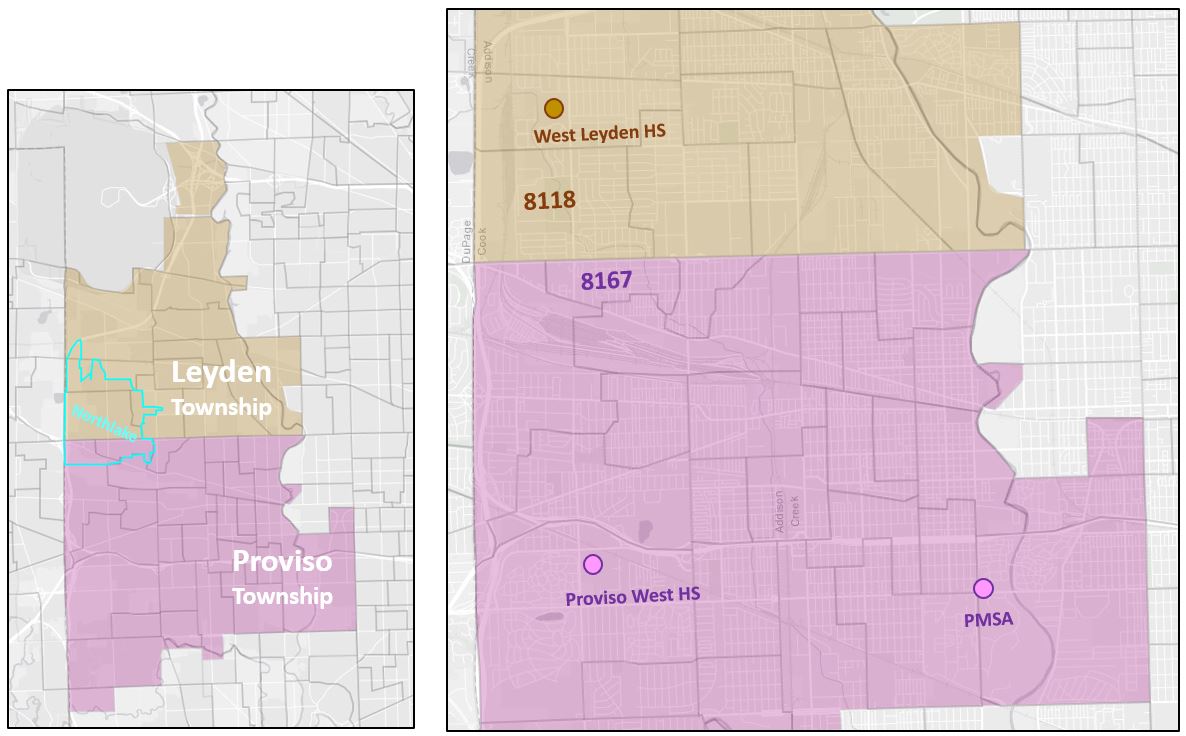 Leyden
Township
Northlake
Proviso
Township
Addison
Creek
West Leyden HS
8118
DuPage
Cook
8167
Addison
Creek
Proviso West HS
PMSA